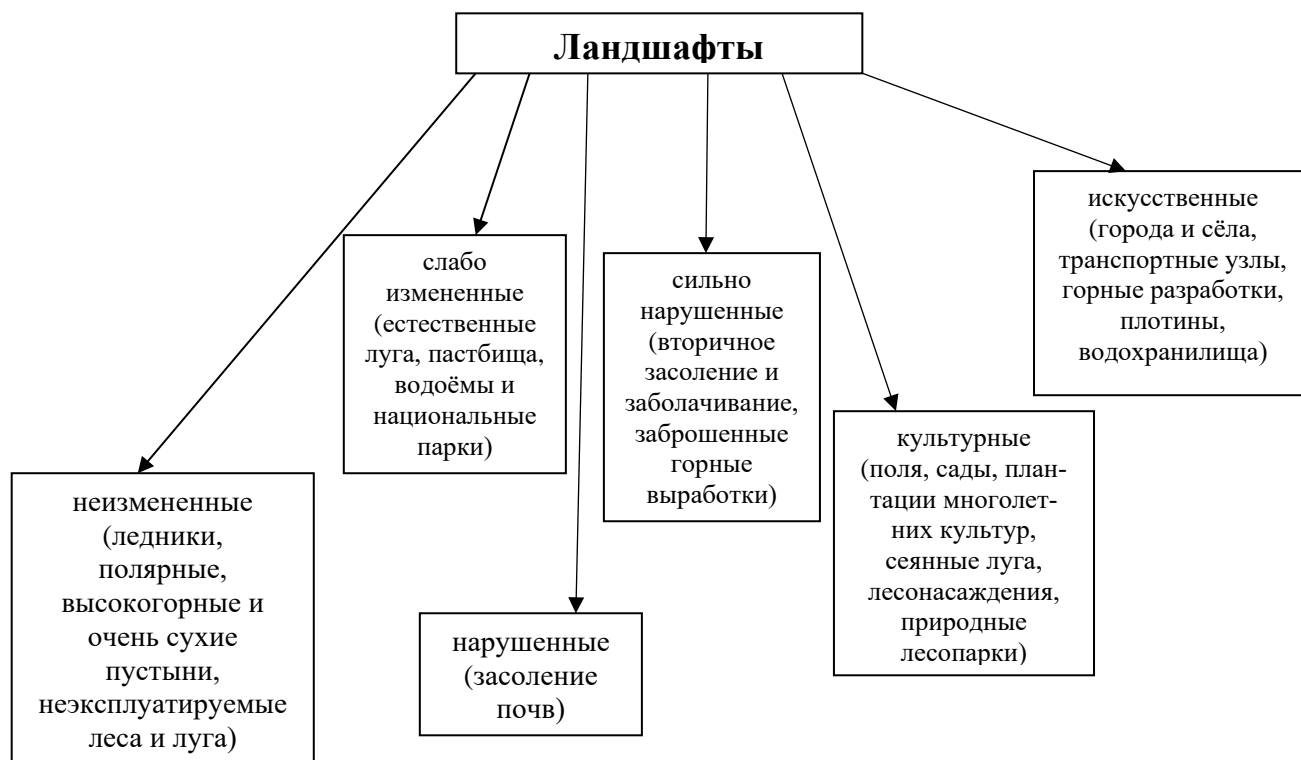 Ландшафты
неизмененные
(ледники,
полярные,
высокогорные и
очень сухие
пустыни,
неэксплуатируемые
леса и луга)
слабо
измененные
(естественные
луга, пастбища,
водоёмы и
национальные
парки)
нарушенные
(засоление
почв)
сильно
нарушенные
(вторичное
засоление и
заболачивание,
заброшенные
горные
выработки)
культурные
(поля, сады, план-
тации многолет-
них культур,
сеянные луга,
лесонасаждения,
природные
лесопарки)
искусственные
(города и сёла,
транспортные узлы,
горные разработки,
плотины,
водохранилища)